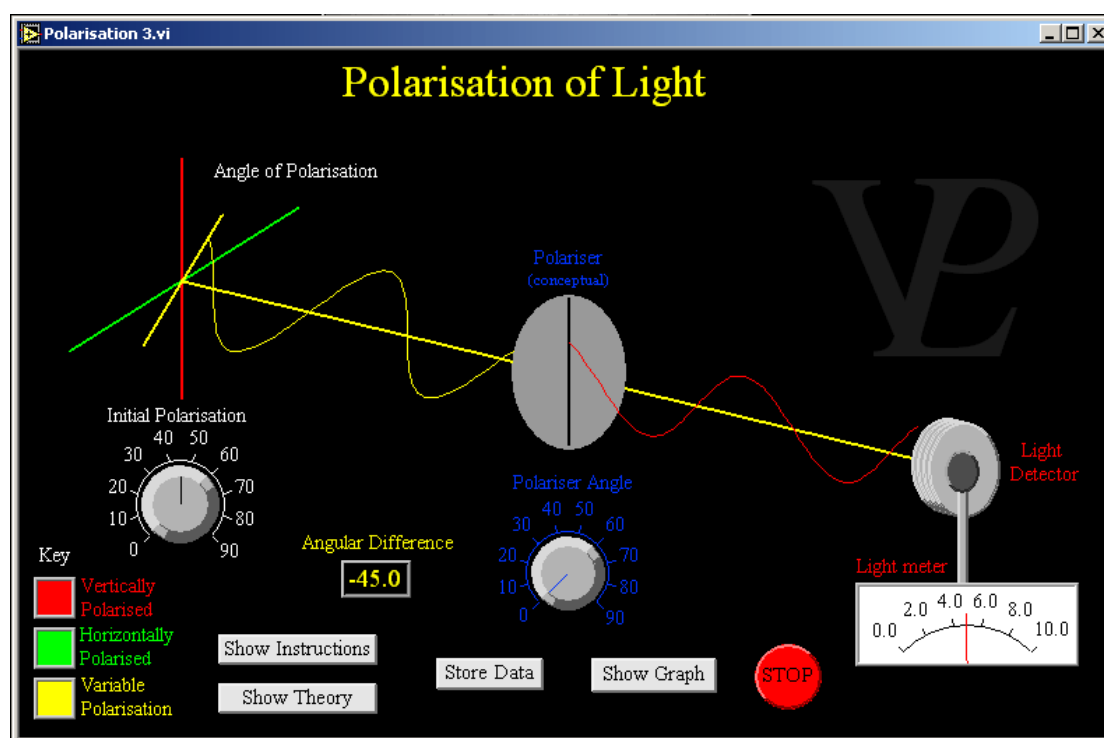 Polarisation 3.vi
Polarisation of Light
Angle of Polarisation
VPL
Polariser
(conceptual)
Initial Polarisation
0 10 20 30 40 50 60 70 80 90
Polariser Angle
0 10 20 30 40 50 60 70 80 90
Light
Detector
Angular Difference
-45.0
Key
Vertically
Polarised
Horizontally
Polarised
Variable
Polarisation
Show Instructions
Show Theory
Store Data
Show Graph
STOP
Light meter
0.0 2.0 4.0 6.0 8.0 10.0